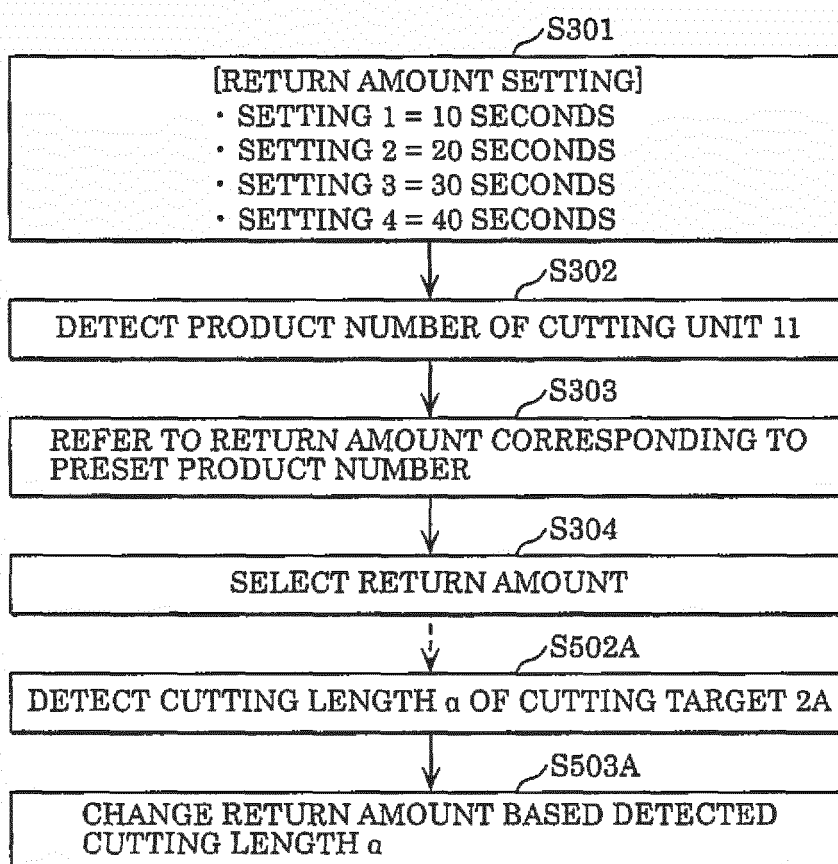 S301
[RETURN AMOUNT SETTING]
・SETTING 1 = 10 SECONDS
・SETTING 2 = 20 SECONDS
・SETTING 3 = 30 SECONDS
・SETTING 4 = 40 SECONDS
S302
DETECT PRODUCT NUMBER OF CUTTING UNIT 11
S303
REFER TO RETURN AMOUNT CORRESPONDING TO
PRESET PRODUCT NUMBER
S304
SELECT RETURN AMOUNT
S502A
DETECT CUTTING LENGTH α OF CUTTING TARGET 2A
S503A
CHANGE RETURN AMOUNT BASED DETECTED
CUTTING LENGTH α